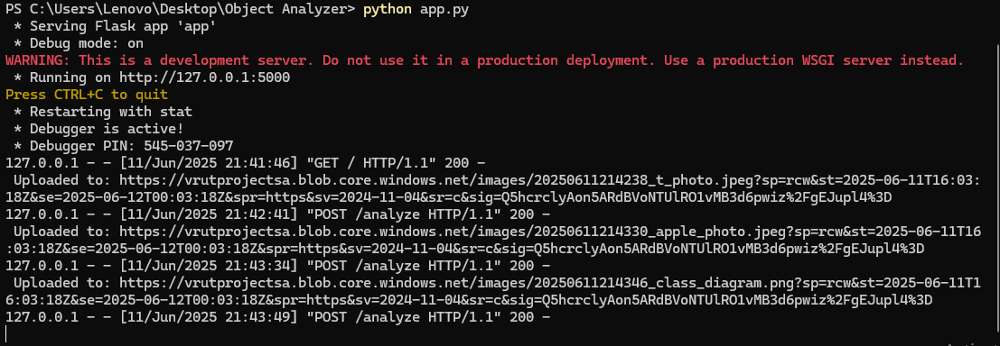 PS C:\Users\Lenovo\Desktop\Object Analyzer> python app.py
 * Serving Flask app 'app'
 * Debug mode: on
WARNING: This is a development server. Do not use it in a production deployment. Use a production WSGI server instead.
 * Running on http://127.0.0.1:5000
Press CTRL+C to quit
 * Restarting with stat
 * Debugger is active!
 * Debugger PIN: 545-037-097
127.0.0.1 - - [11/Jun/2025 21:41:46] "GET / HTTP/1.1" 200 -
 Uploaded to: https://vrutprojectsa.blob.core.windows.net/images/20250611214238_t_photo.jpeg?sp=rcw&st=2025-06-11T16:03:
18Z&se=2025-06-12T00:03:18Z&spr=https&sv=2024-11-04&sr=c&sig=Q5hcrclyAon5ARdBVoNTUlRO1vMB3d6pwiz%2FgEJupl4%3D
127.0.0.1 - - [11/Jun/2025 21:42:41] "POST /analyze HTTP/1.1" 200 -
 Uploaded to: https://vrutprojectsa.blob.core.windows.net/images/20250611214330_apple_photo.jpeg?sp=rcw&st=2025-06-11T16
:03:18Z&se=2025-06-12T00:03:18Z&spr=https&sv=2024-11-04&sr=c&sig=Q5hcrclyAon5ARdBVoNTUlRO1vMB3d6pwiz%2FgEJupl4%3D
127.0.0.1 - - [11/Jun/2025 21:43:34] "POST /analyze HTTP/1.1" 200 -
 Uploaded to: https://vrutprojectsa.blob.core.windows.net/images/20250611214346_class_diagram.png?sp=rcw&st=2025-06-11T1
6:03:18Z&se=2025-06-12T00:03:18Z&spr=https&sv=2024-11-04&sr=c&sig=Q5hcrclyAon5ARdBVoNTUlRO1vMB3d6pwiz%2FgEJupl4%3D
127.0.0.1 - - [11/Jun/2025 21:43:49] "POST /analyze HTTP/1.1" 200 -